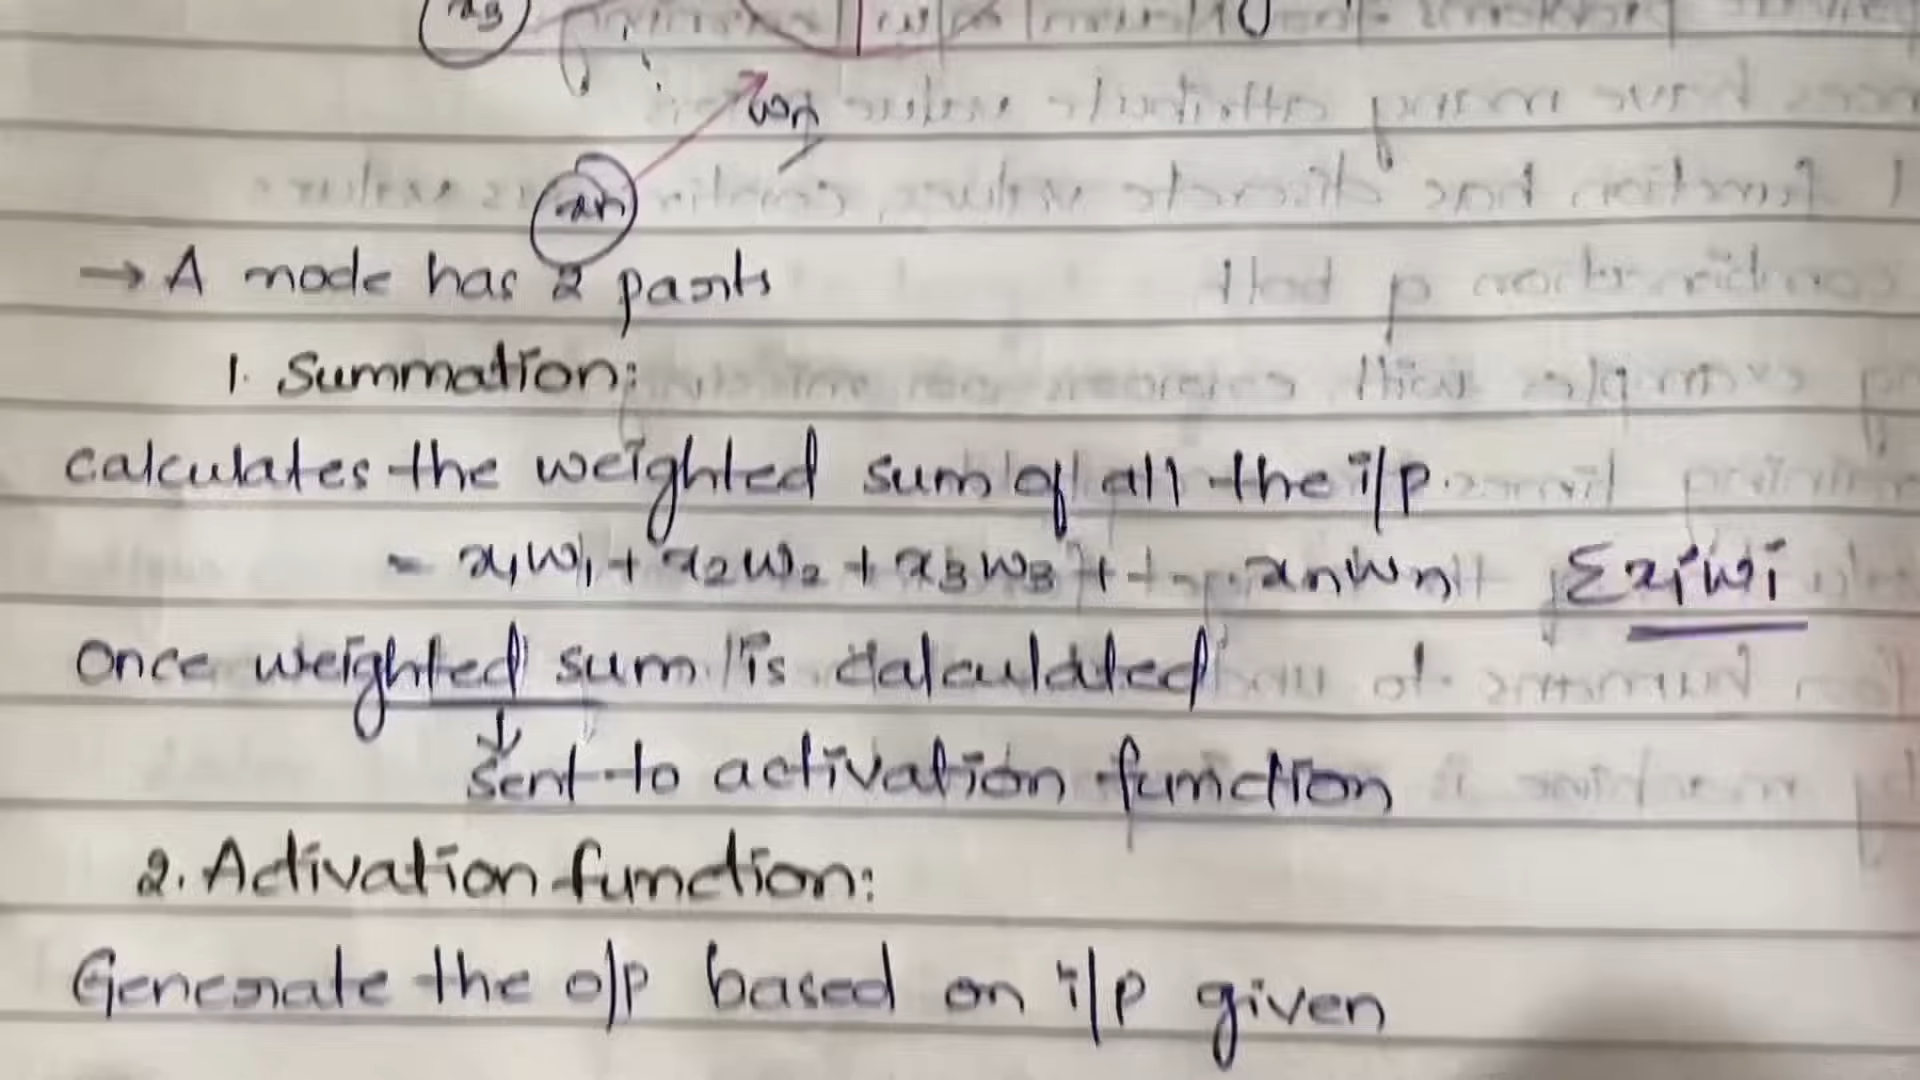 x3
wn
xn
→ A node has 2 parts
1. Summation:
calculates the weighted sum of all the i/p.
= x1w1 + x2w2 + x3w3 + + - - . xnwn Σxiwi
Once weighted sum is calculated
↓
Sent to activation function
2. Activation function:
Generate the o/p based on i/p given